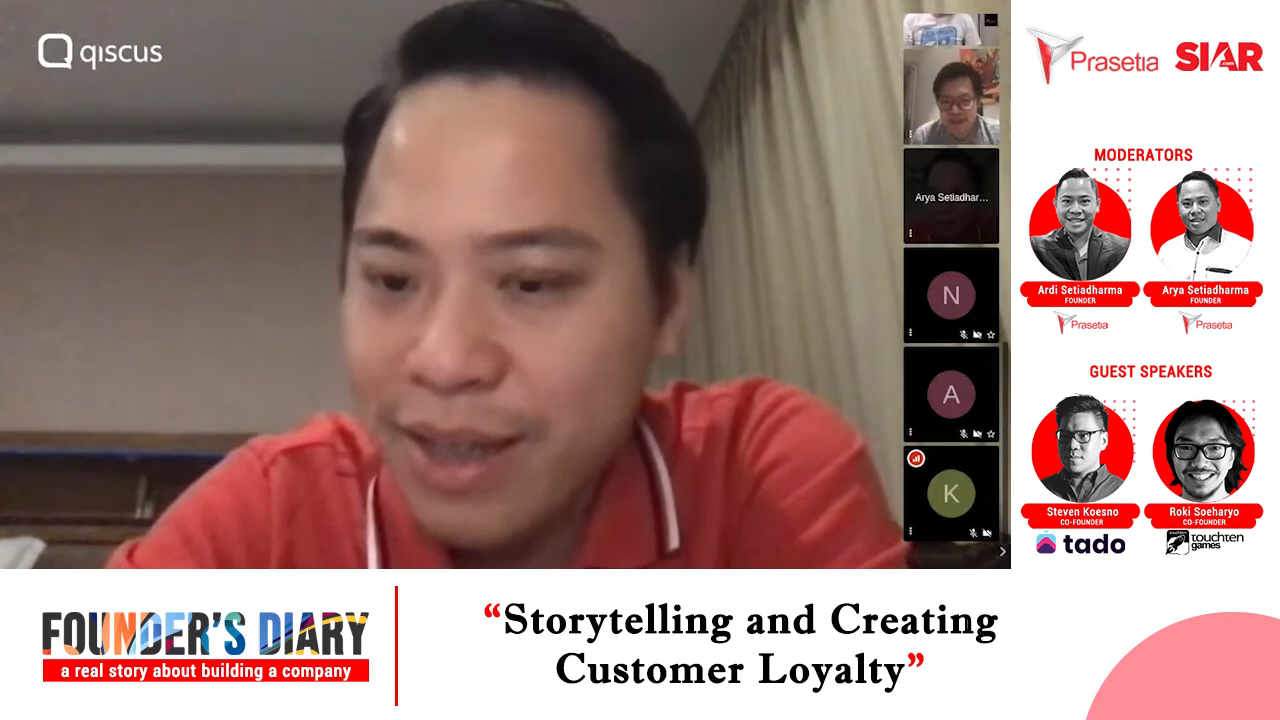 qiscus
Arya Setiadhar...
N
A
K
Prasetia
SIAR
.com
MODERATORS
Ardi Setiadharma
FOUNDER
Prasetia
Arya Setiadharma
FOUNDER
Prasetia
GUEST SPEAKERS
Steven Koesno
CO-FOUNDER
tado
Roki Soeharyo
CO-FOUNDER
touchten
games
FOUNDER'S DIARY
a real story about building a company
“Storytelling and Creating
Customer Loyalty”